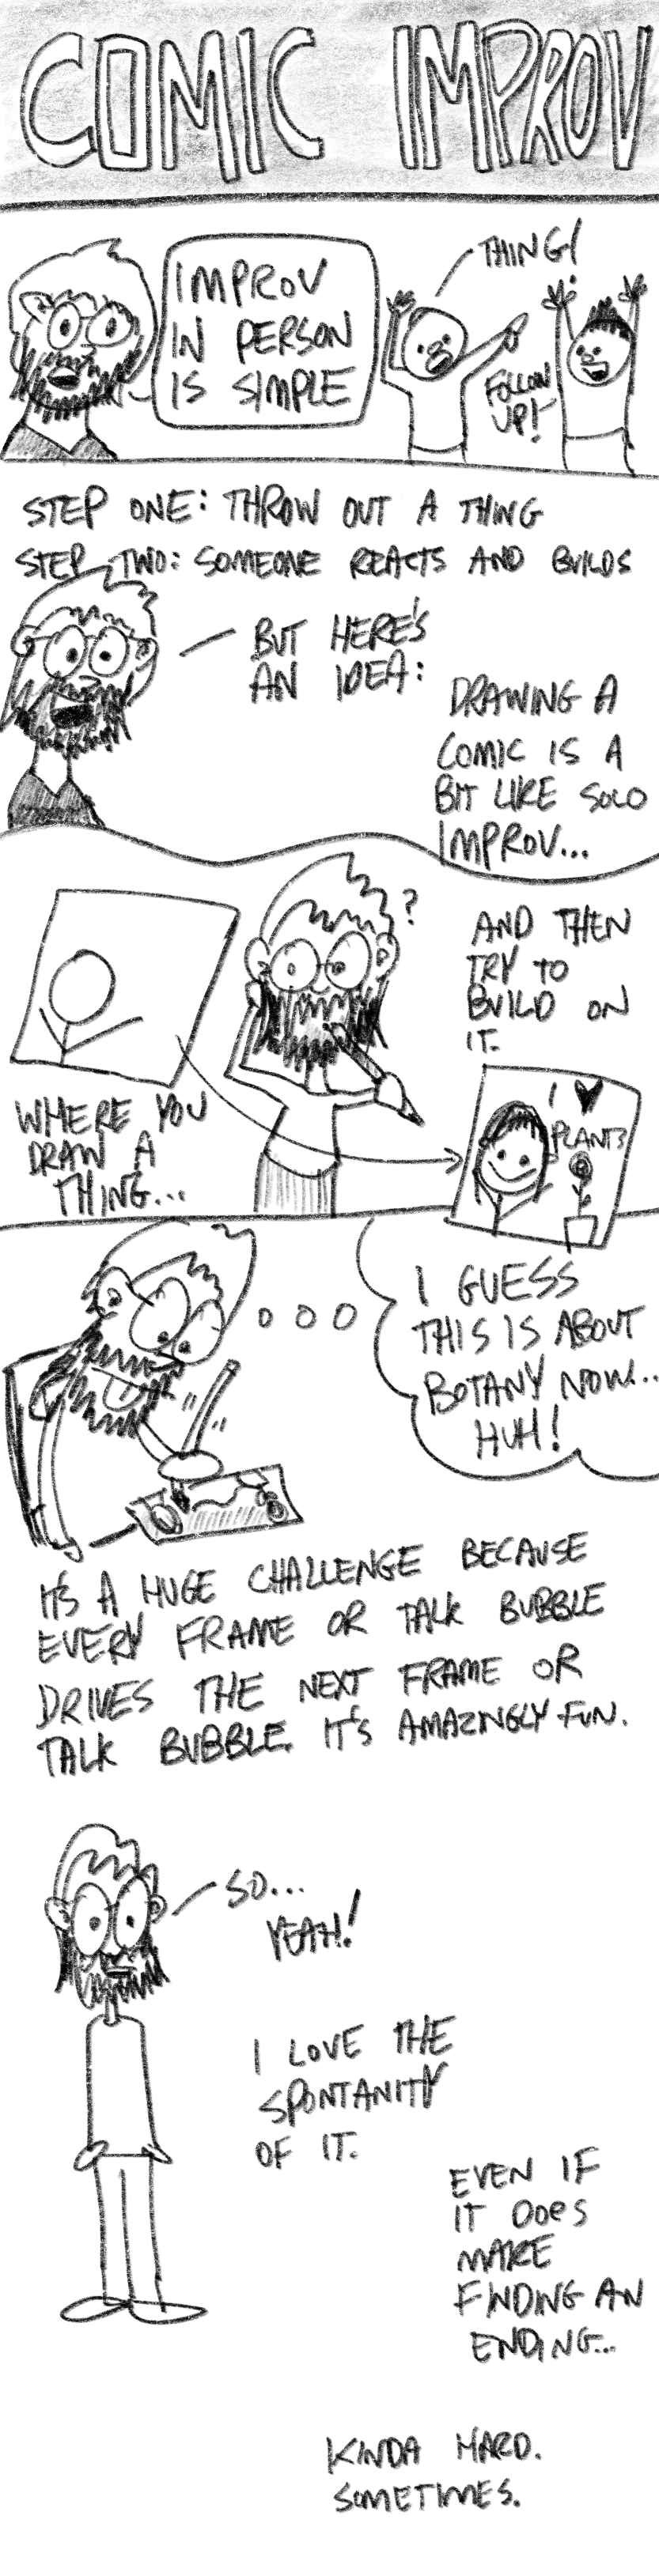 COMIC IMPROV
IMPROV
IN PERSON
IS SIMPLE
THING!
FOLLOW
UP!
STEP ONE: THROW OUT A THING
STEP TWO: SOMEONE REACTS AND BUILDS
BUT HERE'S
AN IDEA:
DRAWING A
COMIC IS A
BIT LIKE SOLO
IMPROV...
WHERE YOU
DRAW A
THING...
?
AND THEN
TRY TO
BUILD ON
IT.
I ♥
PLANTS
I GUESS
THIS IS ABOUT
BOTANY NOW...
HUH!
IT'S A HUGE CHALLENGE BECAUSE
EVERY FRAME OR TALK BUBBLE
DRIVES THE NEXT FRAME OR
TALK BUBBLE. IT'S AMAZINGLY FUN.
SO...
YEAH!
I LOVE THE
SPONTANITY
OF IT.
EVEN IF
IT DOES
MAKE
FINDING AN
ENDING...
KINDA HARD.
SOMETIMES.